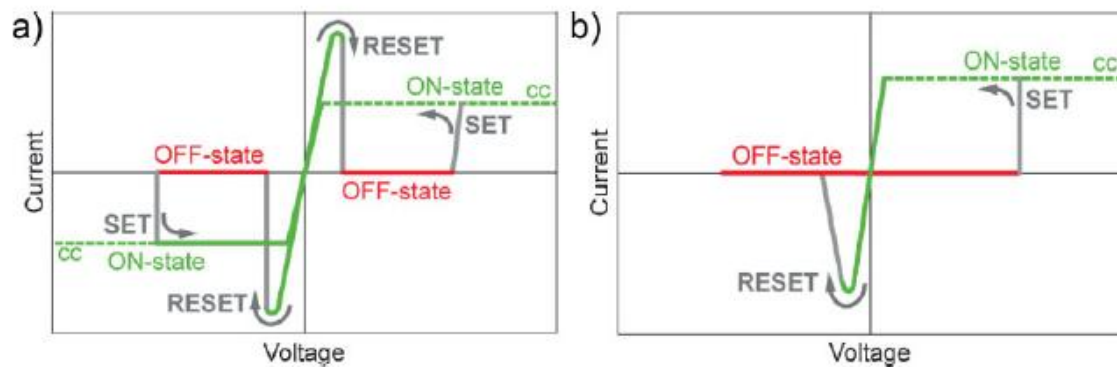 a)
RESET
ON-state
cc
SET
OFF-state
OFF-state
SET
cc
ON-state
RESET
Current
Voltage
b)
ON-state
cc
SET
OFF-state
RESET
Current
Voltage